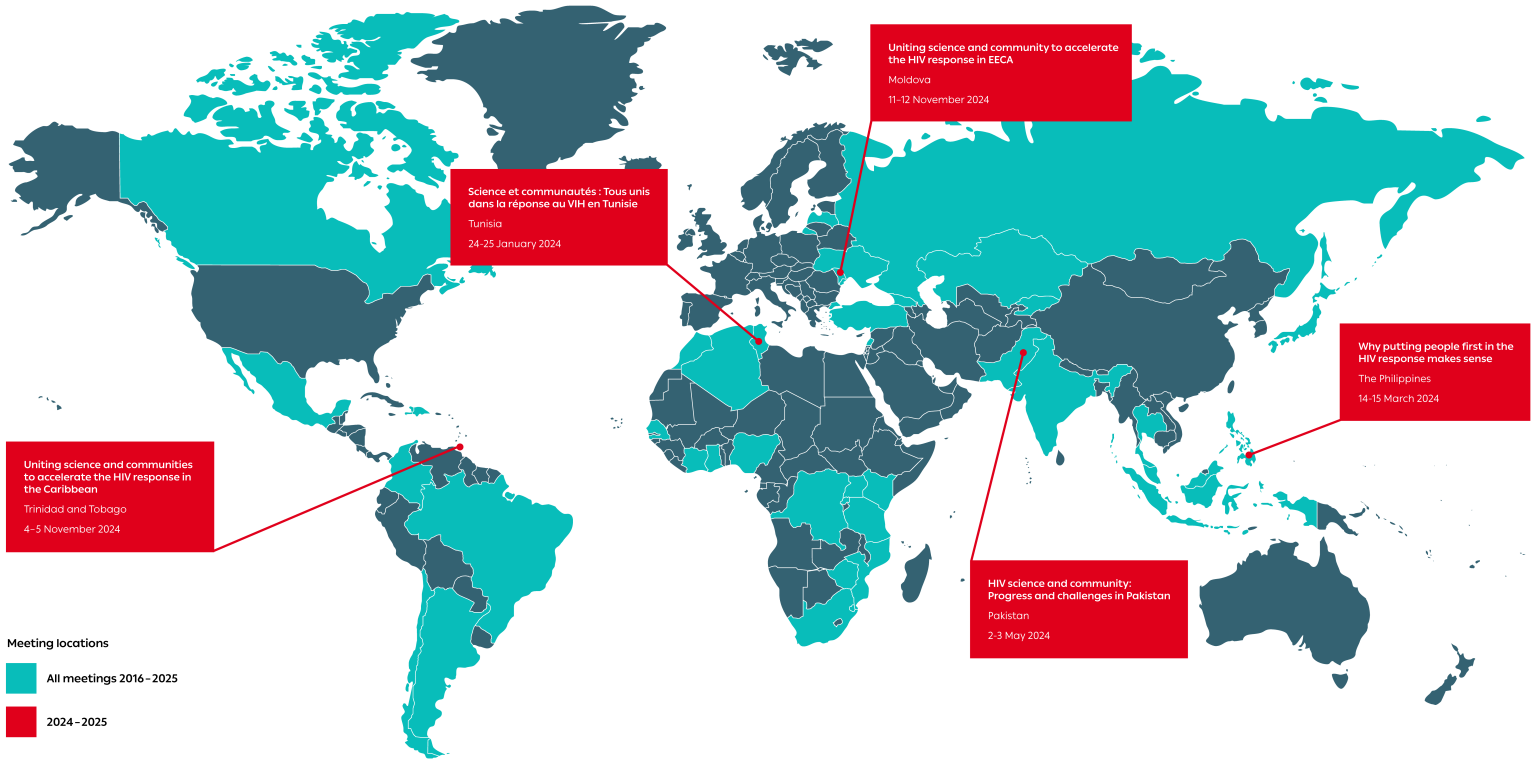 Uniting science and community to accelerate
the HIV response in EECA
Moldova
11–12 November 2024
Science et communautés : Tous unis
dans la réponse au VIH en Tunisie
Tunisia
24-25 January 2024
Why putting people first in the
HIV response makes sense
The Philippines
14-15 March 2024
Uniting science and communities
to accelerate the HIV response in
the Caribbean
Trinidad and Tobago
4–5 November 2024
HIV science and community:
Progress and challenges in Pakistan
Pakistan
2-3 May 2024
Meeting locations
All meetings 2016–2025
2024–2025